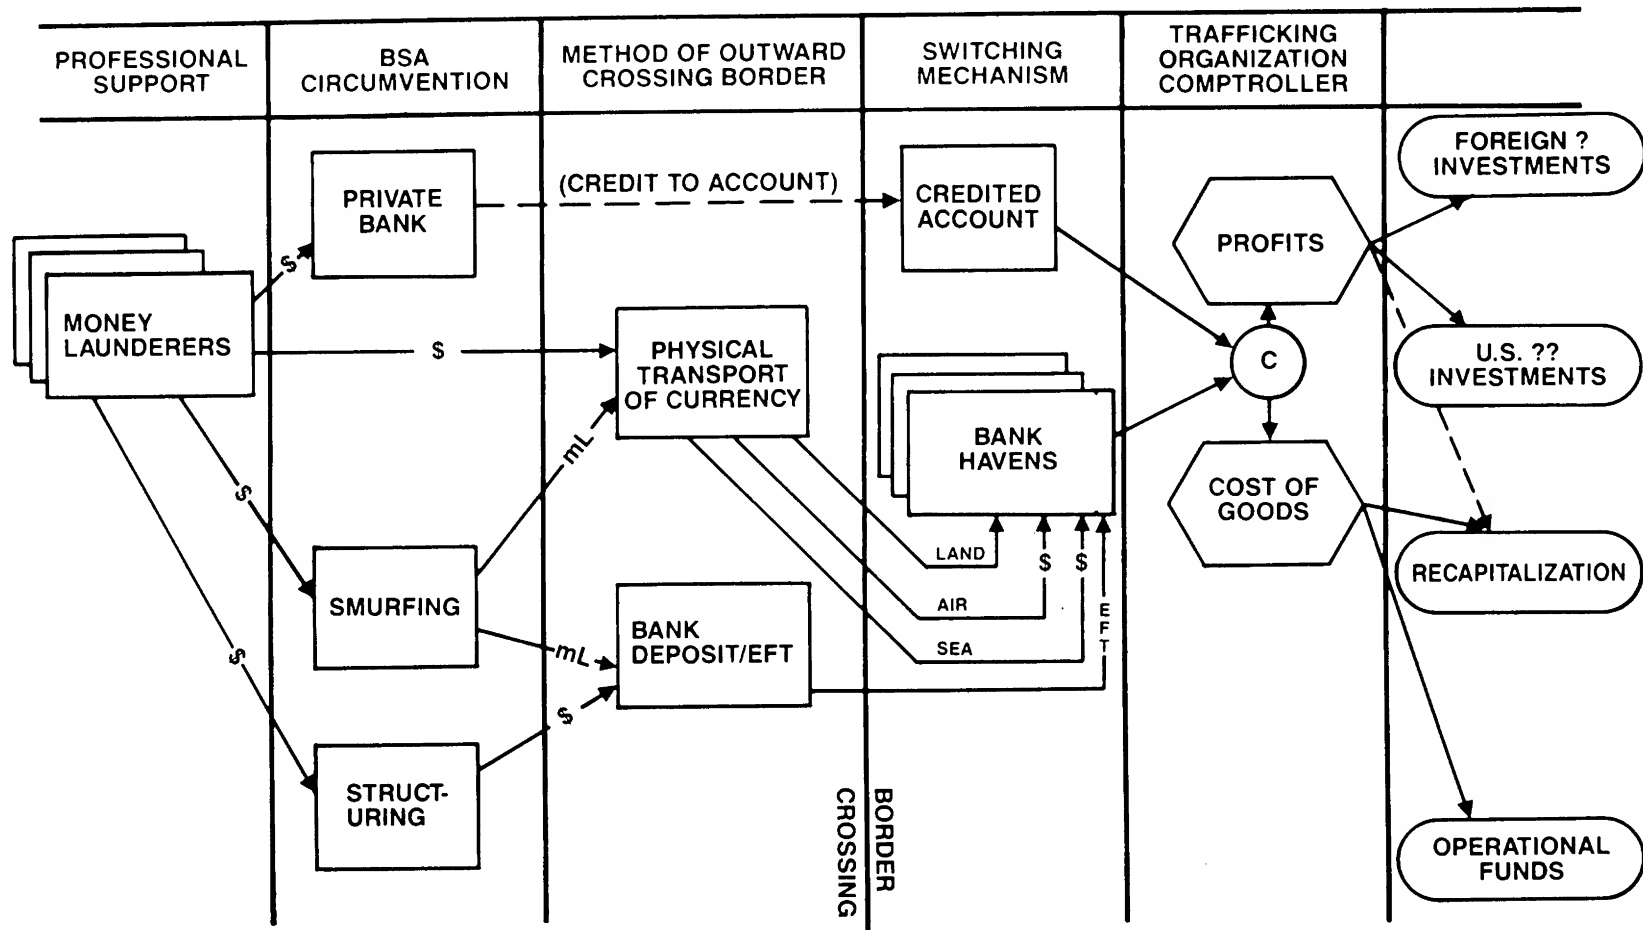 PROFESSIONAL
SUPPORT
BSA
CIRCUMVENTION
METHOD OF OUTWARD
CROSSING BORDER
SWITCHING
MECHANISM
TRAFFICKING
ORGANIZATION
COMPTROLLER
MONEY
LAUNDERERS
$
$
$
$
PRIVATE
BANK
SMURFING
STRUCT-
URING
(CREDIT TO ACCOUNT)
mL
mL
$
PHYSICAL
TRANSPORT
OF CURRENCY
BANK
DEPOSIT/EFT
BORDER
CROSSING
CREDITED
ACCOUNT
BANK
HAVENS
LAND
AIR
SEA
$
$
EFT
PROFITS
C
COST OF
GOODS
FOREIGN ?
INVESTMENTS
U.S. ??
INVESTMENTS
RECAPITALIZATION
OPERATIONAL
FUNDS